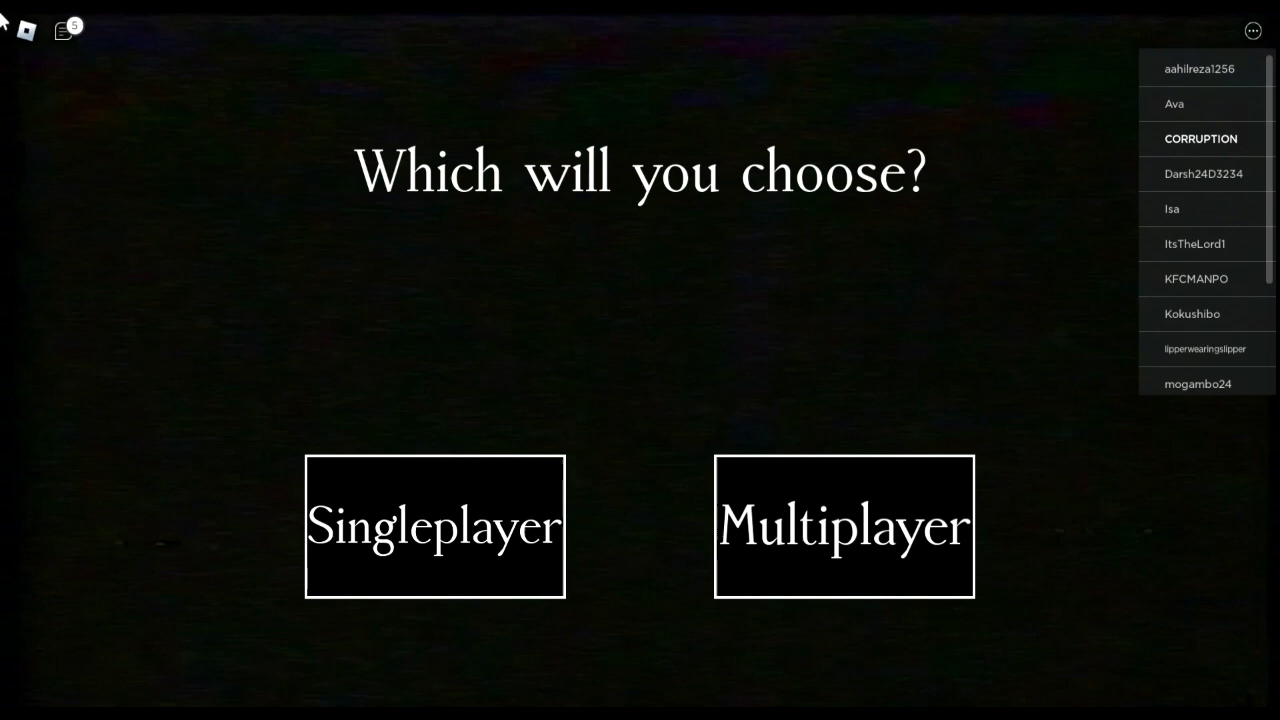 5
Which will you choose?
aahilreza1256
Ava
CORRUPTION
Darsh24D3234
Isa
ItsTheLord1
KFCMANPO
Kokushibo
lipperwearingslipper
mogambo24
Singleplayer
Multiplayer